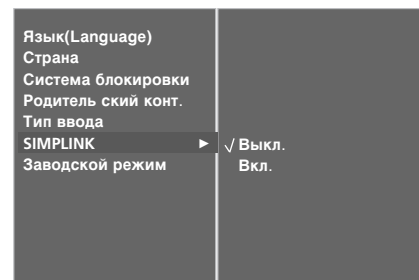 Язык(Language)
Страна
Система блокировки
Родитель ский конт.
Тип ввода
SIMPLINK ► √ Выкл.
Вкл.
Заводской режим